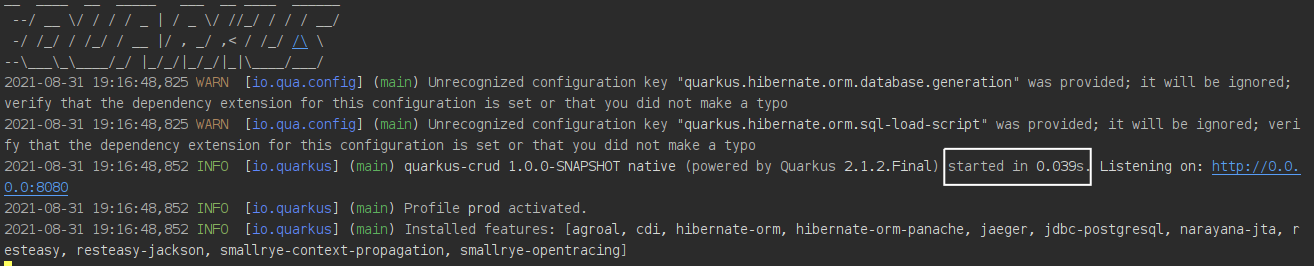 __  ____  __  _____   ___  __ ____  ______
 --/ __ \/ / / / _ | / _ \/ //_/ / / / __/
 -/ /_/ / /_/ / __ |/ , _/ ,< / /_/ /\ \
--\___\_\____/_/ |_/_/|_/_/|_|\____/___/
2021-08-31 19:16:48,825 WARN  [io.qua.config] (main) Unrecognized configuration key "quarkus.hibernate.orm.database.generation" was provided; it will be ignored;
verify that the dependency extension for this configuration is set or that you did not make a typo
2021-08-31 19:16:48,825 WARN  [io.qua.config] (main) Unrecognized configuration key "quarkus.hibernate.orm.sql-load-script" was provided; it will be ignored; veri
fy that the dependency extension for this configuration is set or that you did not make a typo
2021-08-31 19:16:48,852 INFO  [io.quarkus] (main) quarkus-crud 1.0.0-SNAPSHOT native (powered by Quarkus 2.1.2.Final) started in 0.039s. Listening on: http://0.0.
0.0:8080
2021-08-31 19:16:48,852 INFO  [io.quarkus] (main) Profile prod activated.
2021-08-31 19:16:48,852 INFO  [io.quarkus] (main) Installed features: [agroal, cdi, hibernate-orm, hibernate-orm-panache, jaeger, jdbc-postgresql, narayana-jta, r
esteasy, resteasy-jackson, smallrye-context-propagation, smallrye-opentracing]